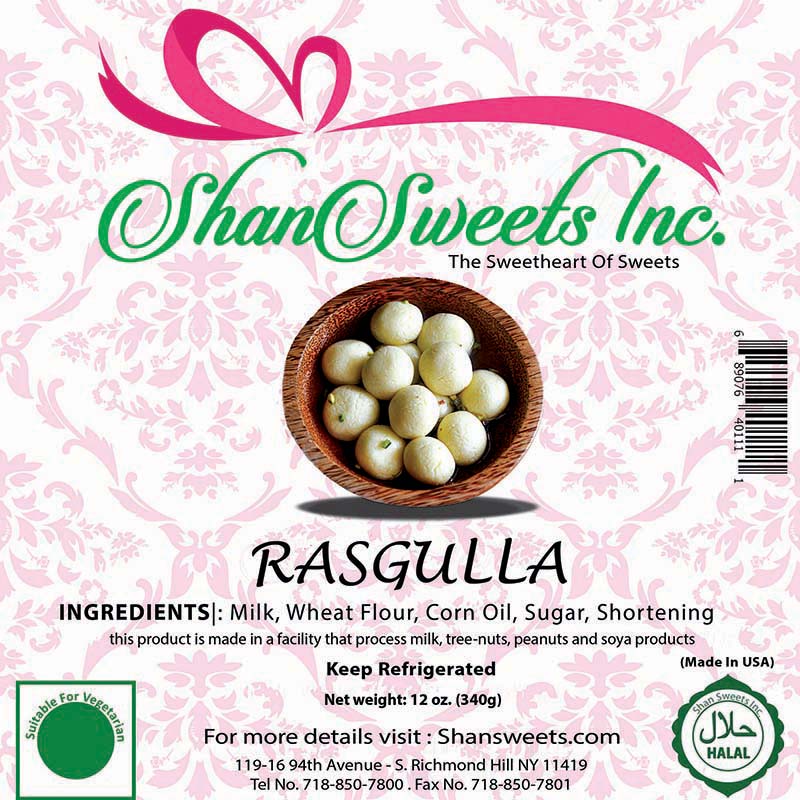 ShanSweets Inc.
The Sweetheart Of Sweets
6 89076 40111 1
RASGULLA
INGREDIENTS|: Milk, Wheat Flour, Corn Oil, Sugar, Shortening
this product is made in a facility that process milk, tree-nuts, peanuts and soya products
Keep Refrigerated
(Made In USA)
Net weight: 12 oz. (340g)
Suitable For Vegetarian
Shan Sweets Inc.
حلال
HALAL
For more details visit : Shansweets.com
119-16 94th Avenue - S. Richmond Hill NY 11419
Tel No. 718-850-7800 . Fax No. 718-850-7801